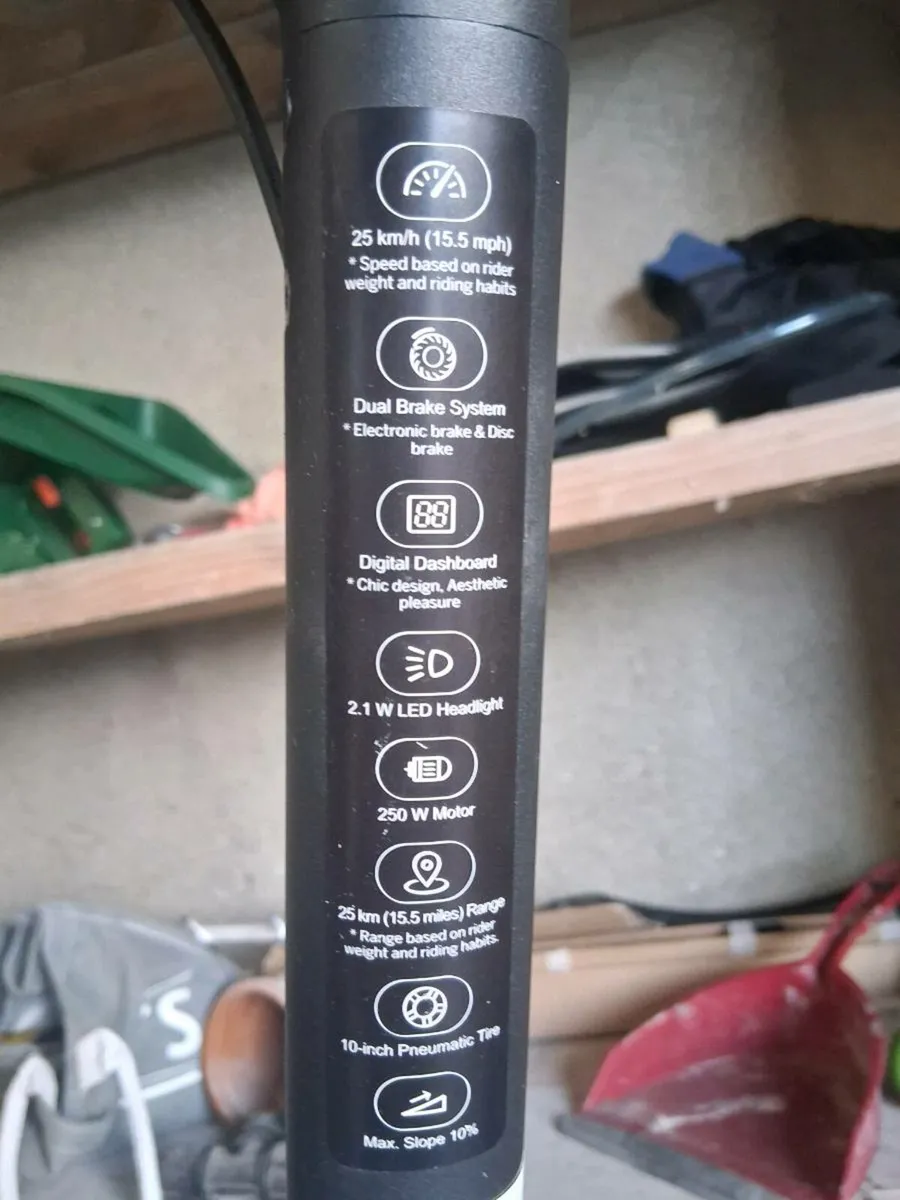 25 km/h (15.5 mph)
* Speed based on rider
weight and riding habits
Dual Brake System
* Electronic brake & Disc
brake
88
Digital Dashboard
* Chic design, Aesthetic
pleasure
2.1 W LED Headlight
250 W Motor
25 km (15.5 miles) Range
* Range based on rider
weight and riding habits.
10-inch Pneumatic Tire
Max. Slope 10%
'S